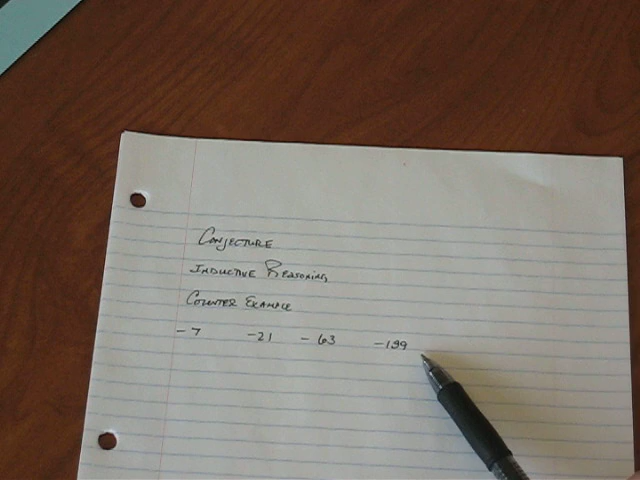 CONJECTURE
INDUCTIVE REASONING
COUNTER EXAMPLE
-7 -21 -63 -189